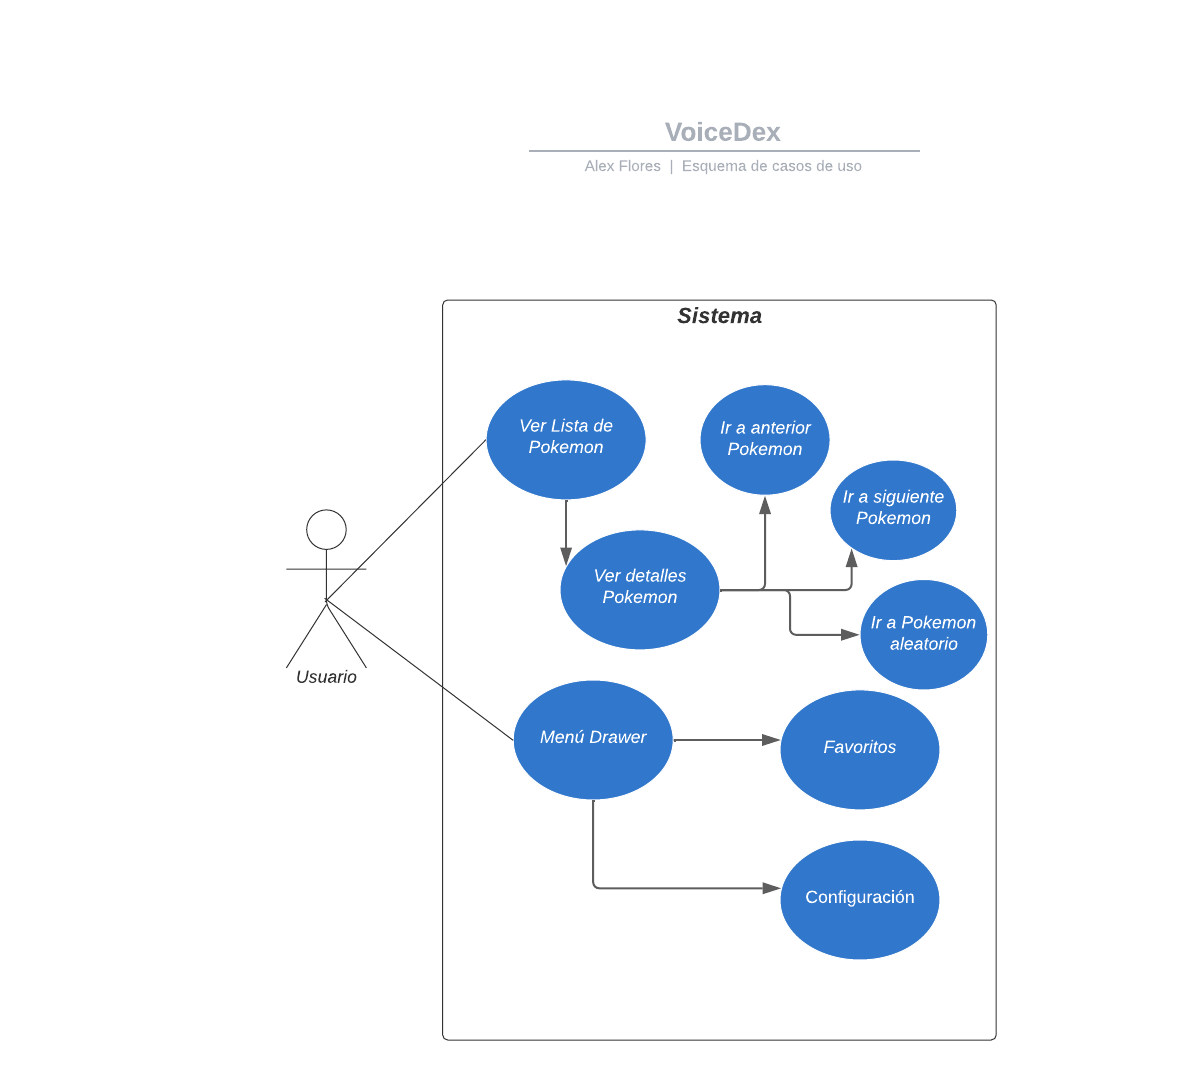 VoiceDex
Alex Flores | Esquema de casos de uso
Sistema
Ver Lista de
Pokemon
Ir a anterior
Pokemon
Ir a siguiente
Pokemon
Ver detalles
Pokemon
Ir a Pokemon
aleatorio
Usuario
Menú Drawer
Favoritos
Configuración